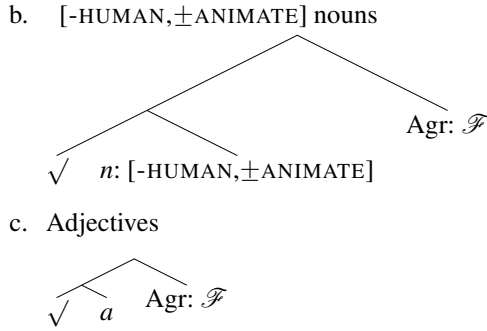 b. [-HUMAN,±ANIMATE] nouns
Agr: ℱ
√ n: [-HUMAN,±ANIMATE]
c. Adjectives
√ a Agr: ℱ